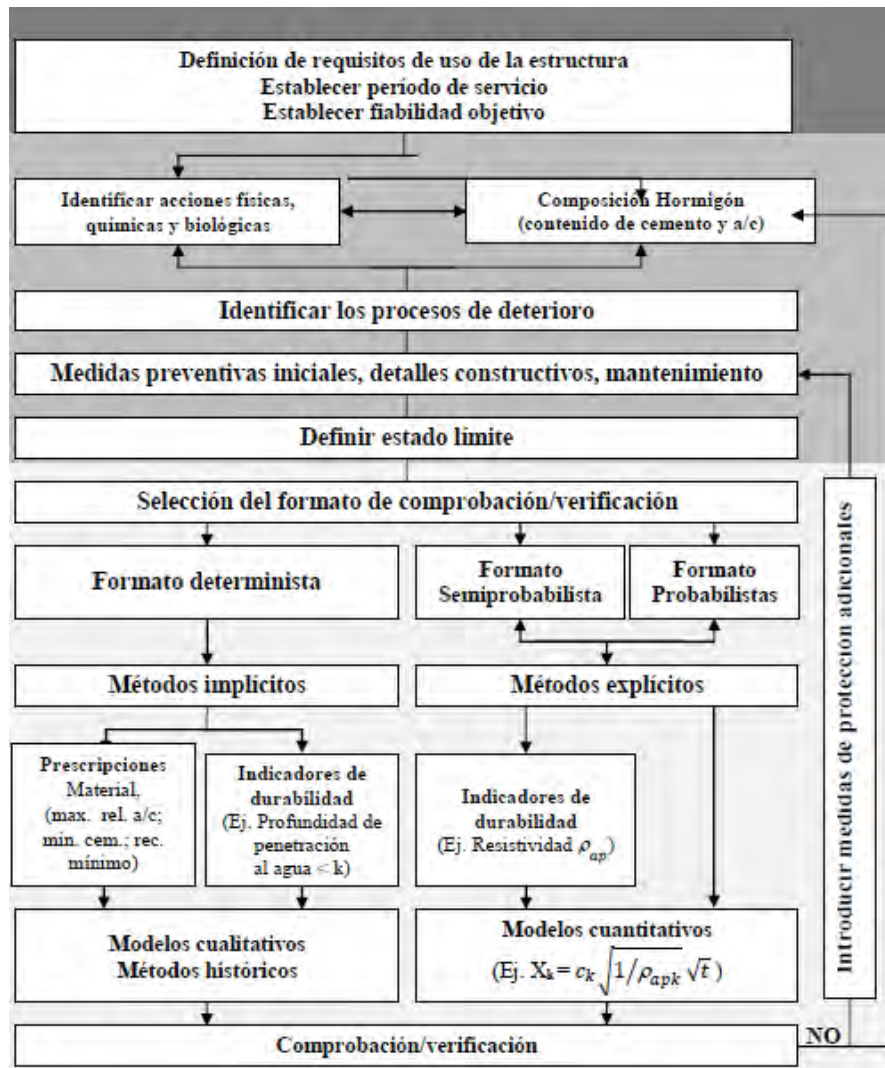 Definición de requisitos de uso de la estructura
Establecer período de servicio
Establecer fiabilidad objetivo
Identificar acciones físicas,
químicas y biológicas
Composición Hormigón
(contenido de cemento y a/c)
Identificar los procesos de deterioro
Medidas preventivas iniciales, detalles constructivos, mantenimiento
Definir estado límite
Selección del formato de comprobación/verificación
Formato determinista
Formato
Semiprobabilista
Formato
Probabilistas
Métodos implícitos
Métodos explícitos
Prescripciones
Material,
(max. rel. a/c;
min. cem.; rec.
mínimo)
Indicadores de
durabilidad
(Ej. Profundidad de
penetración
al agua < k)
Indicadores de
durabilidad
(Ej. Resistividad ρap)
Modelos cualitativos
Métodos históricos
Modelos cuantitativos
(Ej. Xk = ck √1/ρapk √t )
Comprobación/verificación
NO
Introducir medidas de protección adicionales